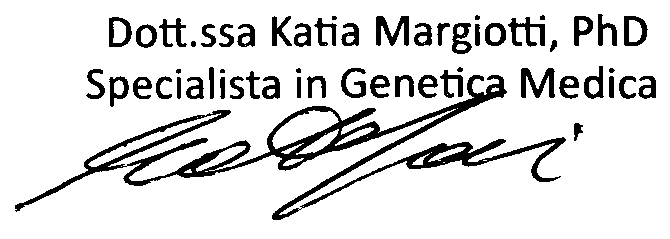 Dott.ssa Katia Margiotti, PhD
Specialista in Genetica Medica